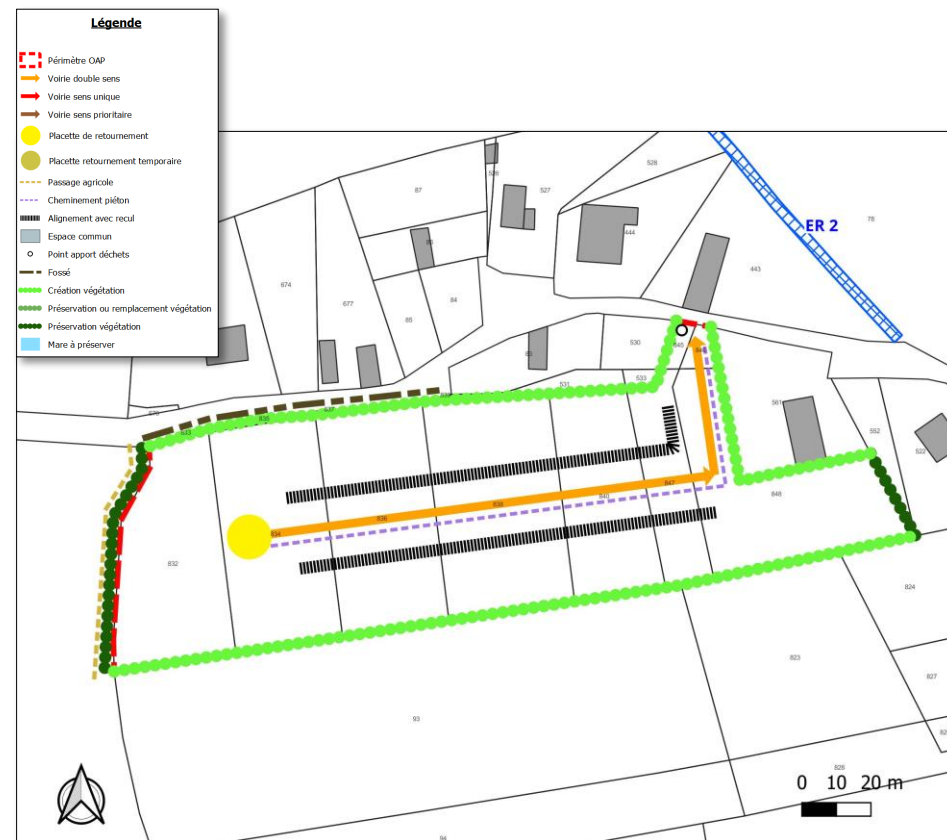 Légende
Périmètre OAP
Voirie double sens
Voirie sens unique
Voirie sens prioritaire
Placette de retournement
Placette retournement temporaire
Passage agricole
Cheminement piéton
Alignement avec recul
Espace commun
Point apport déchets
Fossé
Création végétation
Préservation ou remplacement végétation
Préservation végétation
Mare à préserver
528
87
527
78
ER 2
444
443
674
677
84
85
530
531
533
561
552
522
847
848
832
824
823
827
93
828
94
0 10 20 m